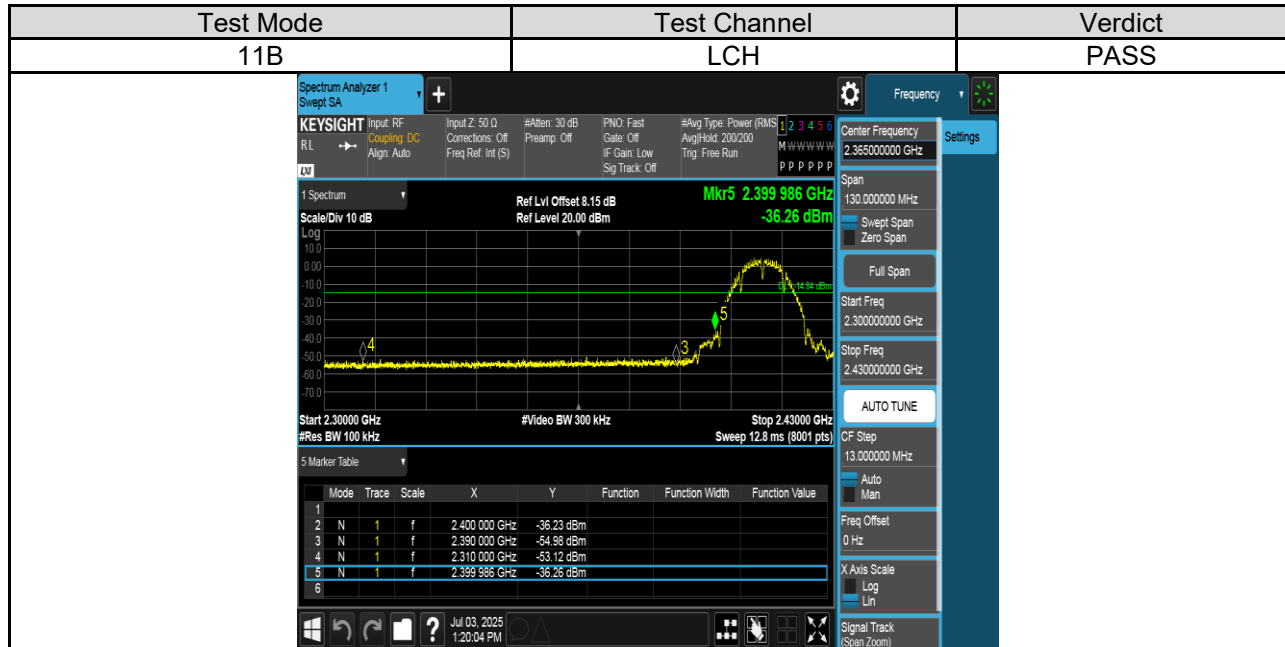 Test Mode Test Channel Verdict
11B LCH PASS
Spectrum Analyzer 1
Swept SA
+
Frequency
KEYSIGHT
RL
LXI
Input: RF
Coupling: DC
Align: Auto
Input Z: 50 Ω
Corrections: Off
Freq Ref: Int (S)
#Atten: 30 dB
Preamp: Off
PNO: Fast
Gate: Off
IF Gain: Low
Sig Track: Off
#Avg Type: Power (RMS
Avg|Hold: 200/200
Trig: Free Run
1 2 3 4 5 6
M W W W W W
P P P P P P
1 Spectrum
Scale/Div 10 dB
Ref Lvl Offset 8.15 dB
Ref Level 20.00 dBm
Mkr5 2.399 986 GHz
-36.26 dBm
Log
10.0
0.00
-10.0
-20.0
-30.0
-40.0
-50.0
-60.0
-70.0
DL1 -14.84 dBm
5
4
3
Start 2.30000 GHz
#Video BW 300 kHz
Stop 2.43000 GHz
#Res BW 100 kHz
Sweep 12.8 ms (8001 pts)
5 Marker Table
Mode Trace Scale X Y Function Function Width Function Value
1
2 N 1 f 2.400 000 GHz -36.23 dBm
3 N 1 f 2.390 000 GHz -54.98 dBm
4 N 1 f 2.310 000 GHz -53.12 dBm
5 N 1 f 2.399 986 GHz -36.26 dBm
6
?
Jul 03, 2025
1:20:04 PM
Center Frequency
2.365000000 GHz
Settings
Span
130.000000 MHz
Swept Span
Zero Span
Full Span
Start Freq
2.300000000 GHz
Stop Freq
2.430000000 GHz
AUTO TUNE
CF Step
13.000000 MHz
Auto
Man
Freq Offset
0 Hz
X Axis Scale
Log
Lin
Signal Track
(Span Zoom)